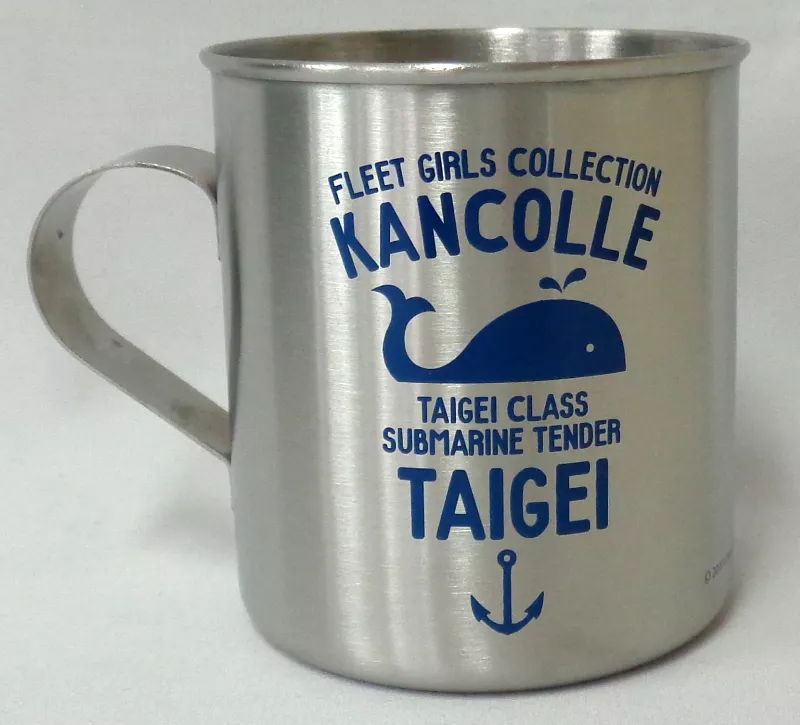 FLEET GIRLS COLLECTION
KANCOLLE
TAIGEI CLASS
SUBMARINE TENDER
TAIGEI
©